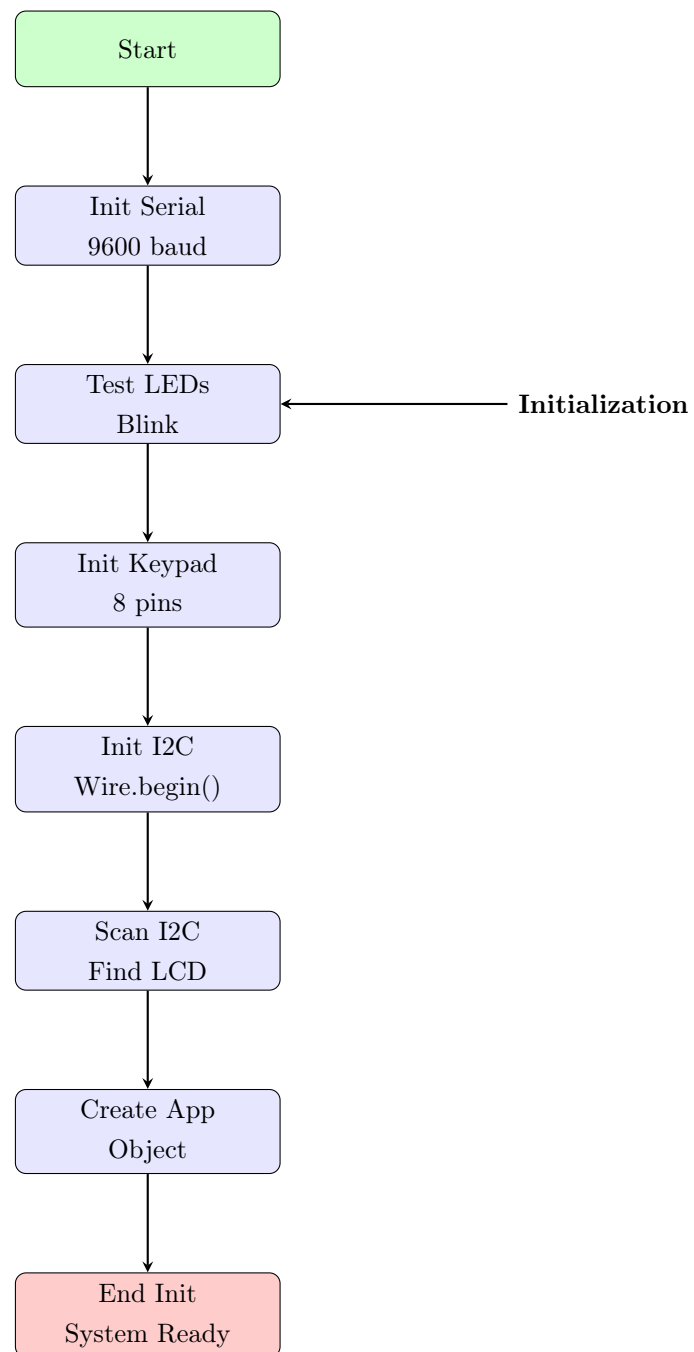 Start
Init Serial
9600 baud
Test LEDs
Blink
Initialization
Init Keypad
8 pins
Init I2C
Wire.begin()
Scan I2C
Find LCD
Create App
Object
End Init
System Ready